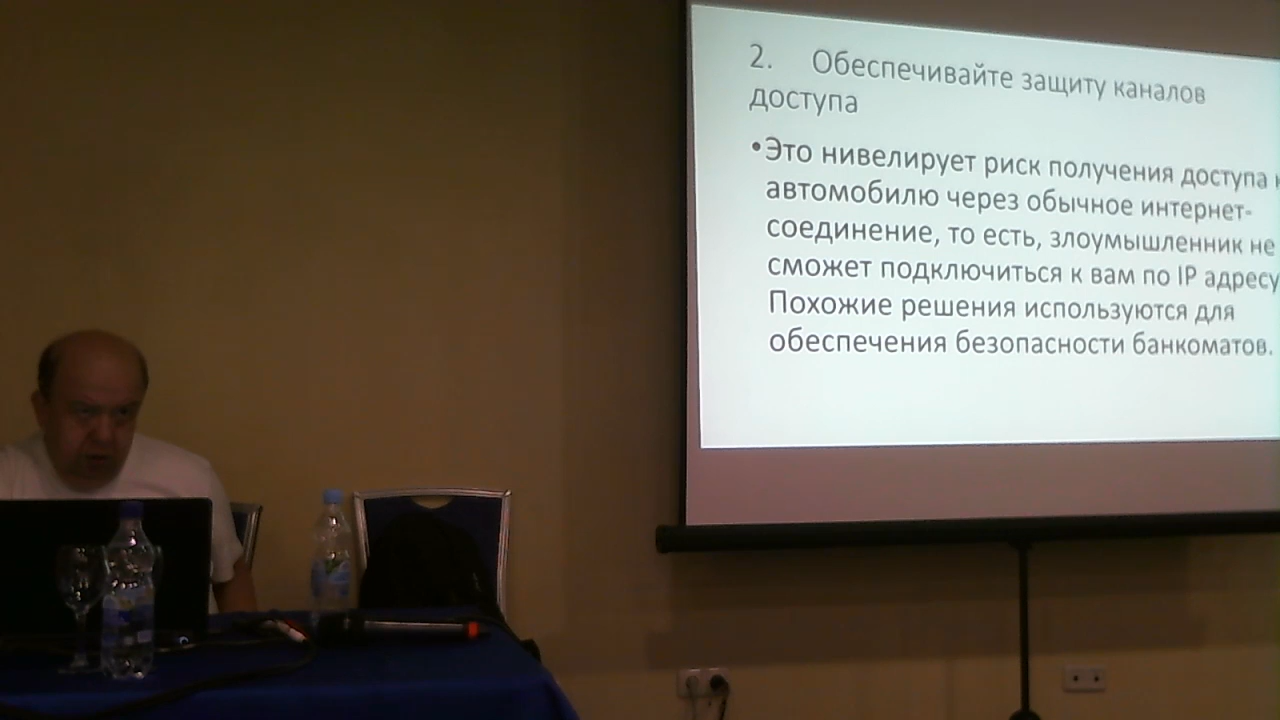 2. Обеспечивайте защиту каналов
доступа
•Это нивелирует риск получения доступа к
автомобилю через обычное интернет-
соединение, то есть, злоумышленник не
сможет подключиться к вам по IP адресу
Похожие решения используются для
обеспечения безопасности банкоматов.